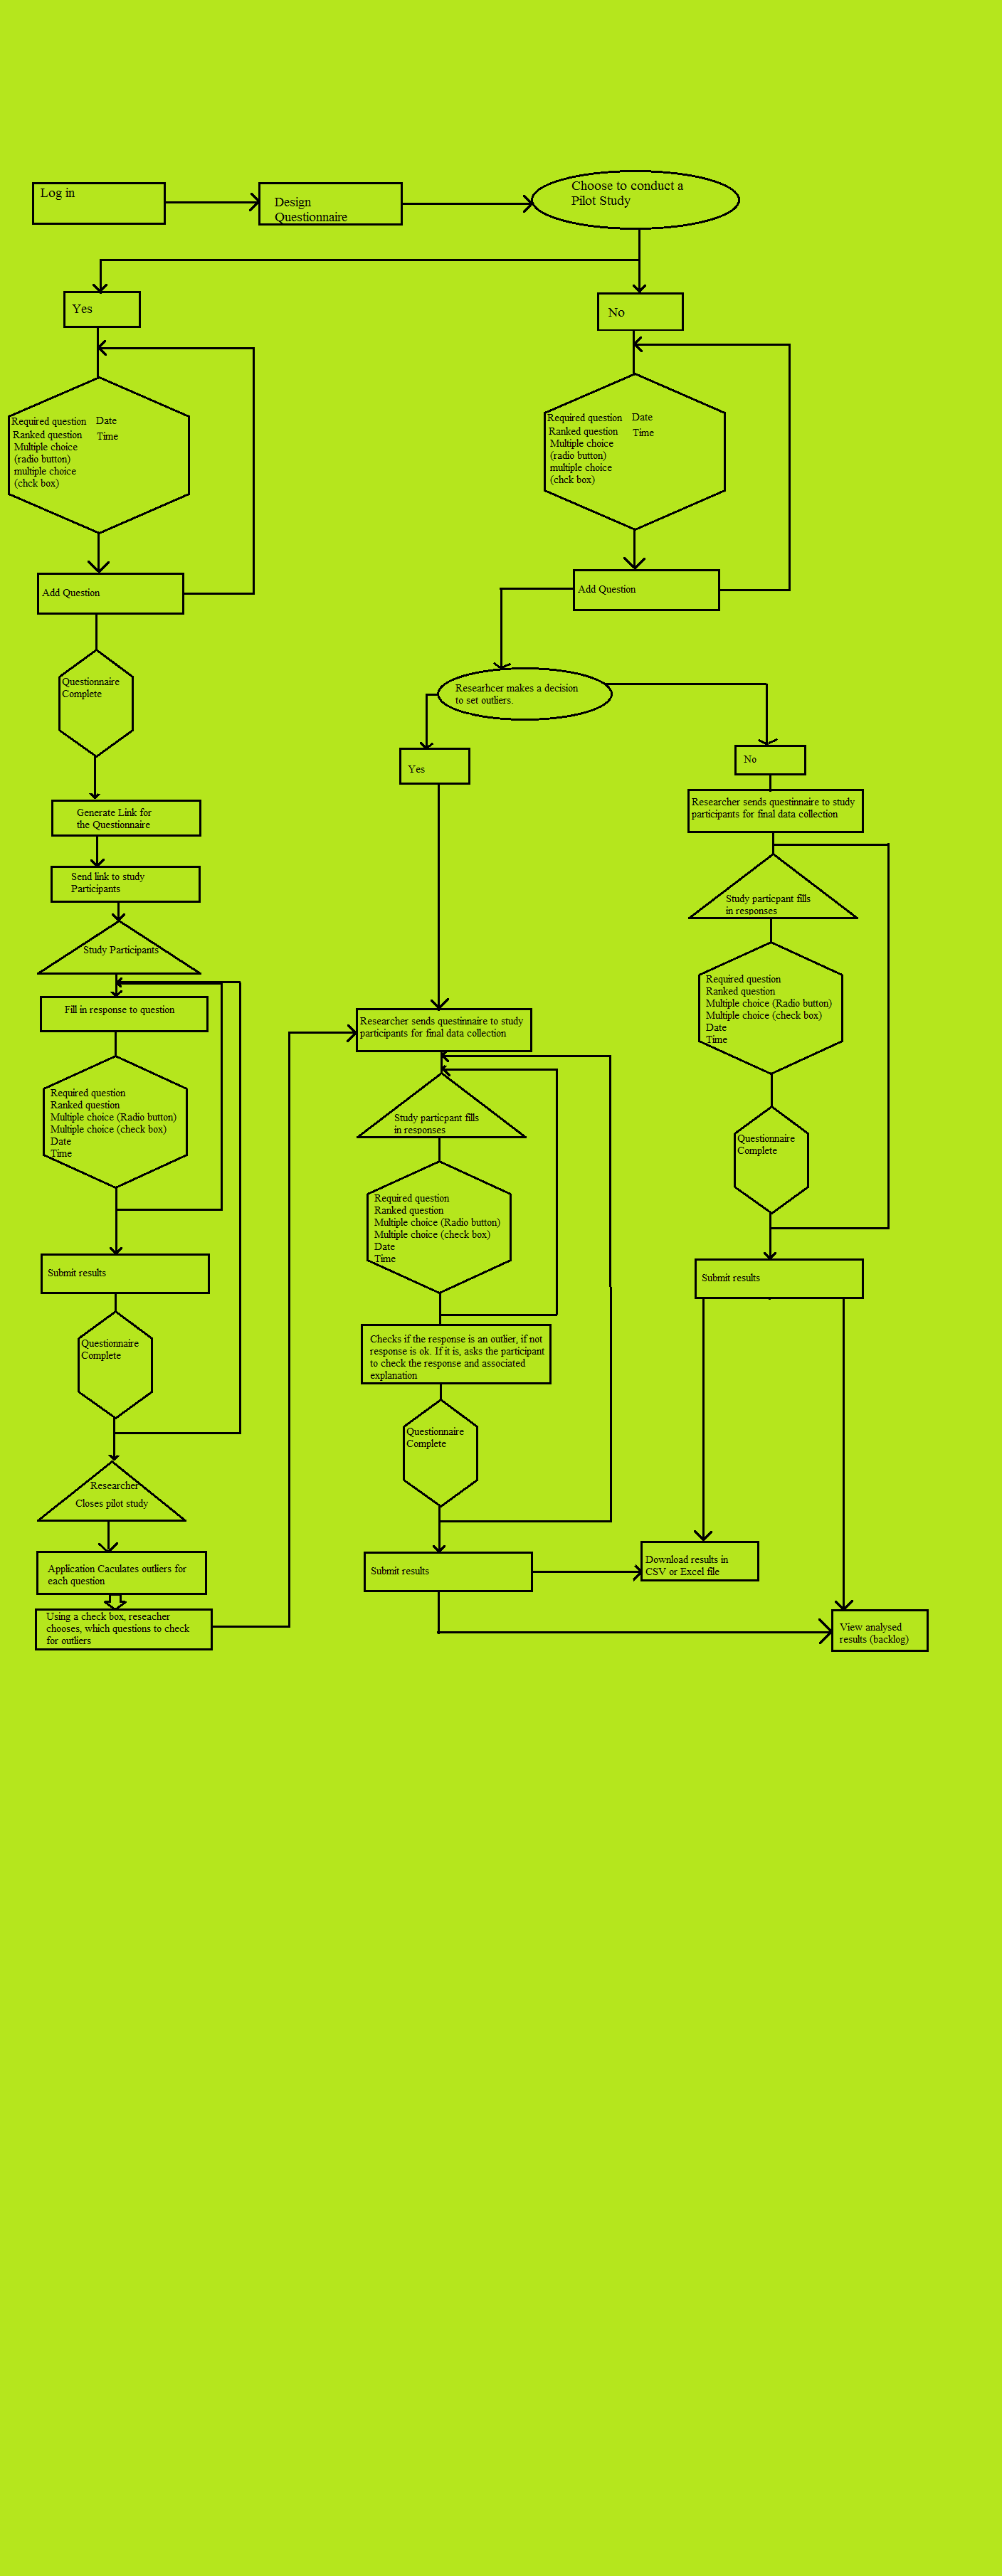 Log in
Design
Questionnaire
Choose to conduct a
Pilot Study
Yes
No
Required question
Date
Ranked question
Time
Multiple choice
(radio button)
multiple choice
(chck box)
Add Question
Questionnaire
Complete
Generate Link for
the Questionnaire
Send link to study
Participants
Study Participants
Fill in response to question
Required question
Ranked question
Multiple choice (Radio button)
Multiple choice (check box)
Date
Time
Submit results
Questionnaire
Complete
Researcher
Closes pilot study
Application Caculates outliers for
each question
Using a check box, reseacher
chooses, which questions to check
for outliers
Required question
Date
Ranked question
Time
Multiple choice
(radio button)
multiple choice
(chck box)
Add Question
Researhcer makes a decision
to set outliers.
Yes
Researcher sends questinnaire to study
participants for final data collection
Study particpant fills
in responses
Required question
Ranked question
Multiple choice (Radio button)
Multiple choice (check box)
Date
Time
Checks if the response is an outlier, if not
response is ok. If it is, asks the participant
to check the response and associated
explanation
Questionnaire
Complete
Submit results
No
Researcher sends questinnaire to study
participants for final data collection
Study particpant fills
in responses
Required question
Ranked question
Multiple choice (Radio button)
Multiple choice (check box)
Date
Time
Questionnaire
Complete
Submit results
Download results in
CSV or Excel file
View analysed
results (backlog)